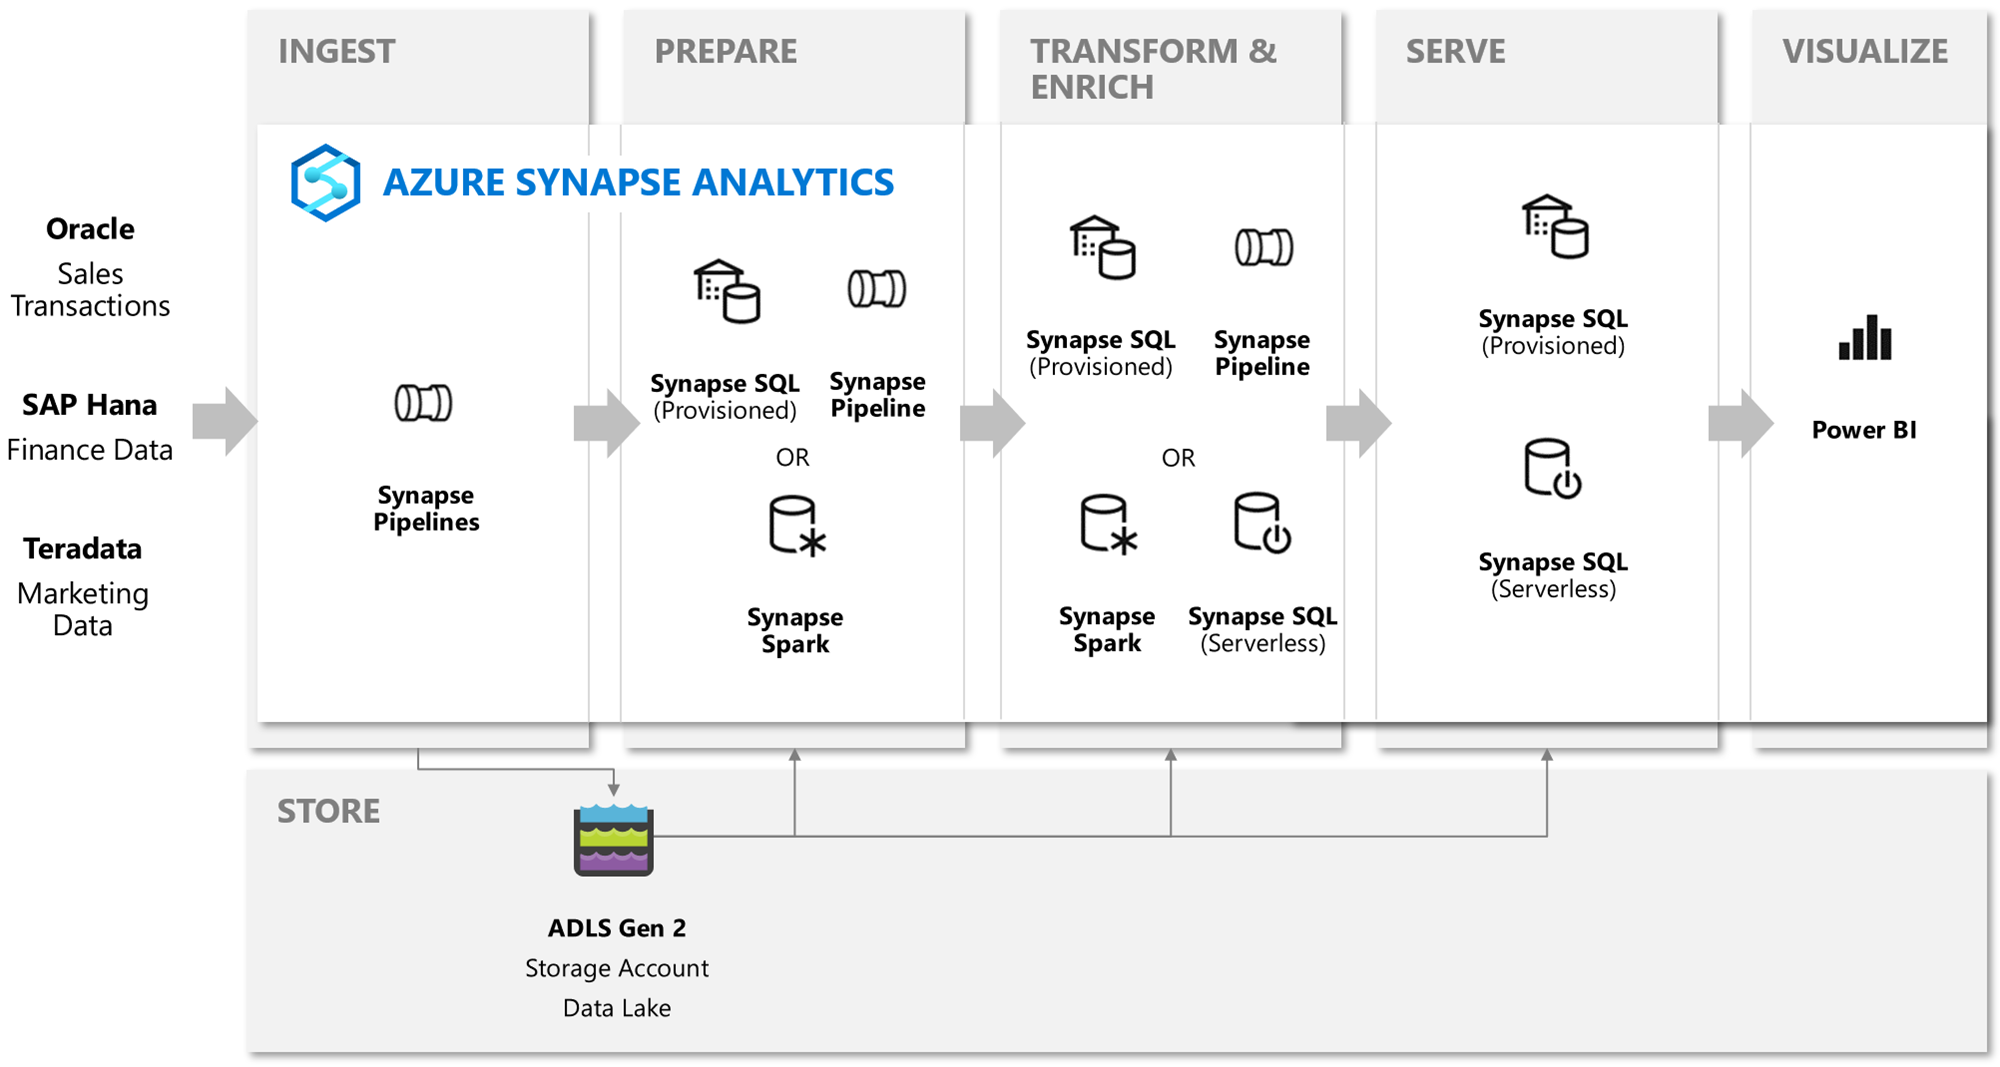 INGEST
PREPARE
TRANSFORM &
ENRICH
SERVE
VISUALIZE
AZURE SYNAPSE ANALYTICS
Oracle
Sales
Transactions
SAP Hana
Finance Data
Teradata
Marketing
Data
Synapse
Pipelines
Synapse SQL
(Provisioned)
Synapse
Pipeline
OR
Synapse
Spark
Synapse SQL
(Provisioned)
Synapse
Pipeline
OR
Synapse
Spark
Synapse SQL
(Serverless)
Synapse SQL
(Provisioned)
Synapse SQL
(Serverless)
Power BI
STORE
ADLS Gen 2
Storage Account
Data Lake